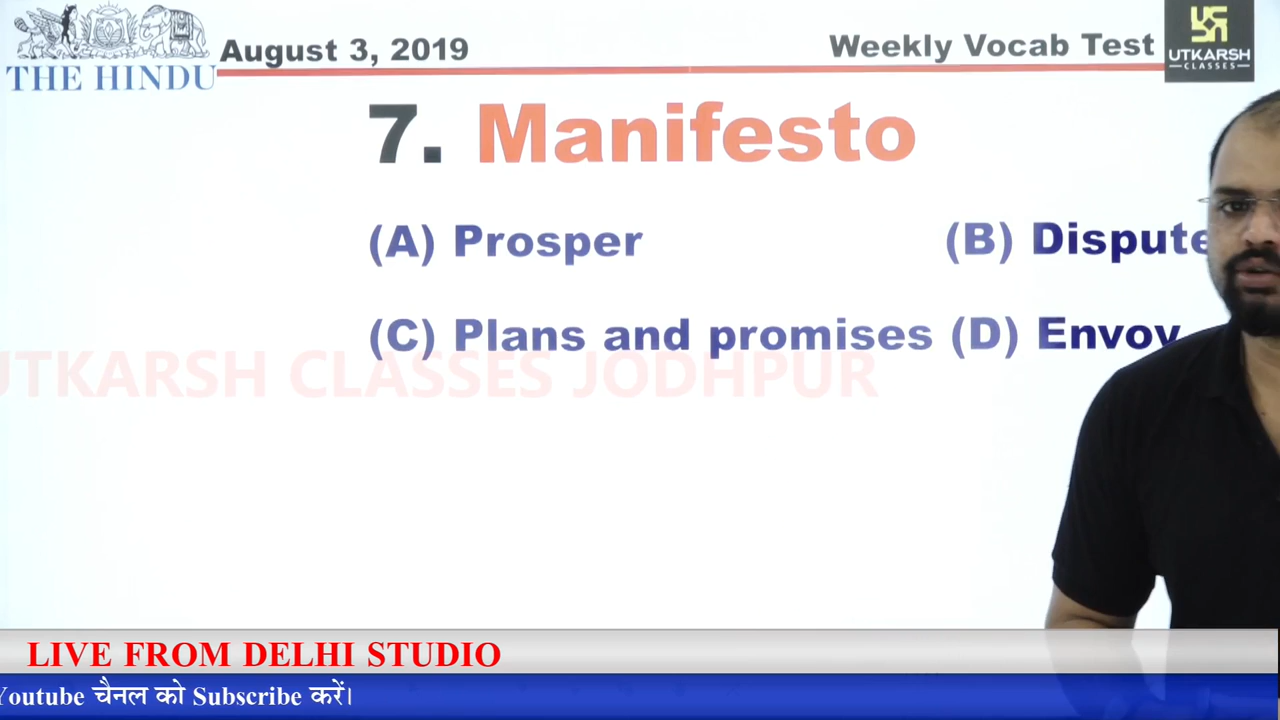 August 3, 2019
Weekly Vocab Test
THE HINDU
UTKARSH
CLASSES
7. Manifesto
(A) Prosper
(B) Dispute
(C) Plans and promises (D) Envoy
UTKARSH CLASSES JODHPUR
LIVE FROM DELHI STUDIO
Youtube चैनल को Subscribe करें।